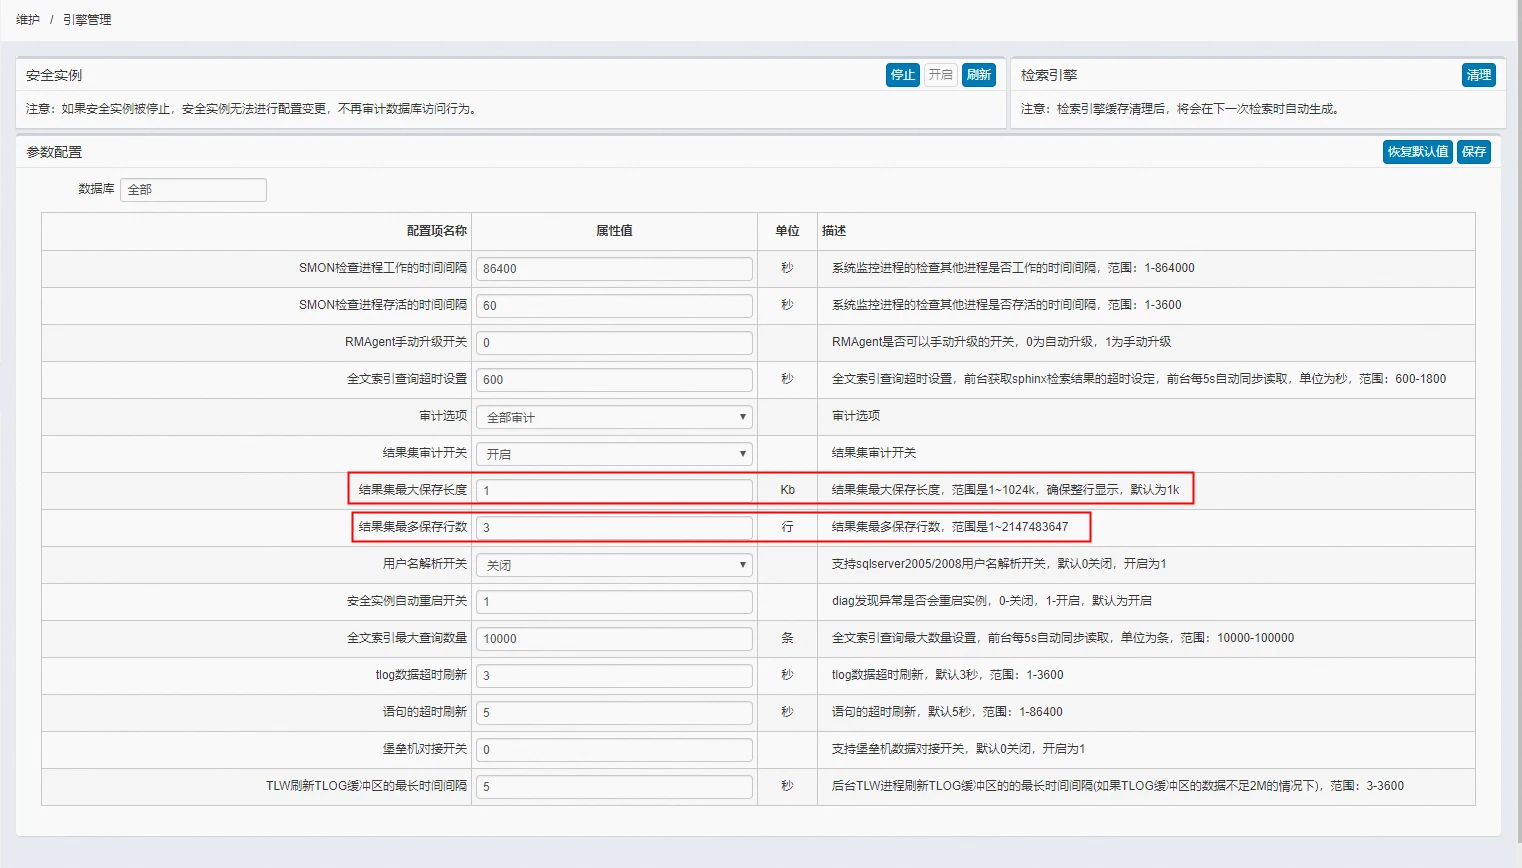 维护 / 引擎管理
安全实例 停止 开启 刷新
注意：如果安全实例被停止，安全实例无法进行配置变更，不再审计数据库访问行为。
检索引擎 清理
注意：检索引擎缓存清理后，将会在下一次检索时自动生成。
参数配置 恢复默认值 保存
数据库 全部
配置项名称 属性值 单位 描述
SMON检查进程工作的时间间隔 86400 秒 系统监控进程的检查其他进程是否工作的时间间隔，范围：1-864000
SMON检查进程存活的时间间隔 60 秒 系统监控进程的检查其他进程是否存活的时间间隔，范围：1-3600
RMAgent手动升级开关 0 RMAgent是否可以手动升级的开关，0为自动升级，1为手动升级
全文索引查询超时设置 600 秒 全文索引查询超时设置，前台获取sphinx检索结果的超时设定，前台每5s自动同步读取，单位为秒，范围：600-1800
审计选项 全部审计 审计选项
结果集审计开关 开启 结果集审计开关
结果集最大保存长度 1 Kb 结果集最大保存长度，范围是1~1024k，确保整行显示，默认为1k
结果集最多保存行数 3 行 结果集最多保存行数，范围是1~2147483647
用户名解析开关 关闭 支持sqlserver2005/2008用户名解析开关，默认0关闭，开启为1
安全实例自动重启开关 1 diag发现异常是否会重启实例，0-关闭，1-开启，默认为开启
全文索引最大查询数量 10000 条 全文索引查询最大数量设置，前台每5s自动同步读取，单位为条，范围：10000-100000
tlog数据超时刷新 3 秒 tlog数据超时刷新，默认3秒，范围：1-3600
语句的超时刷新 5 秒 语句的超时刷新，默认5秒，范围：1-86400
堡垒机对接开关 0 支持堡垒机数据对接开关，默认0关闭，开启为1
TLW刷新TLOG缓冲区的最长时间间隔 5 秒 后台TLW进程刷新TLOG缓冲区的的最长时间间隔(如果TLOG缓冲区的数据不足2M的情况下)，范围：3-3600